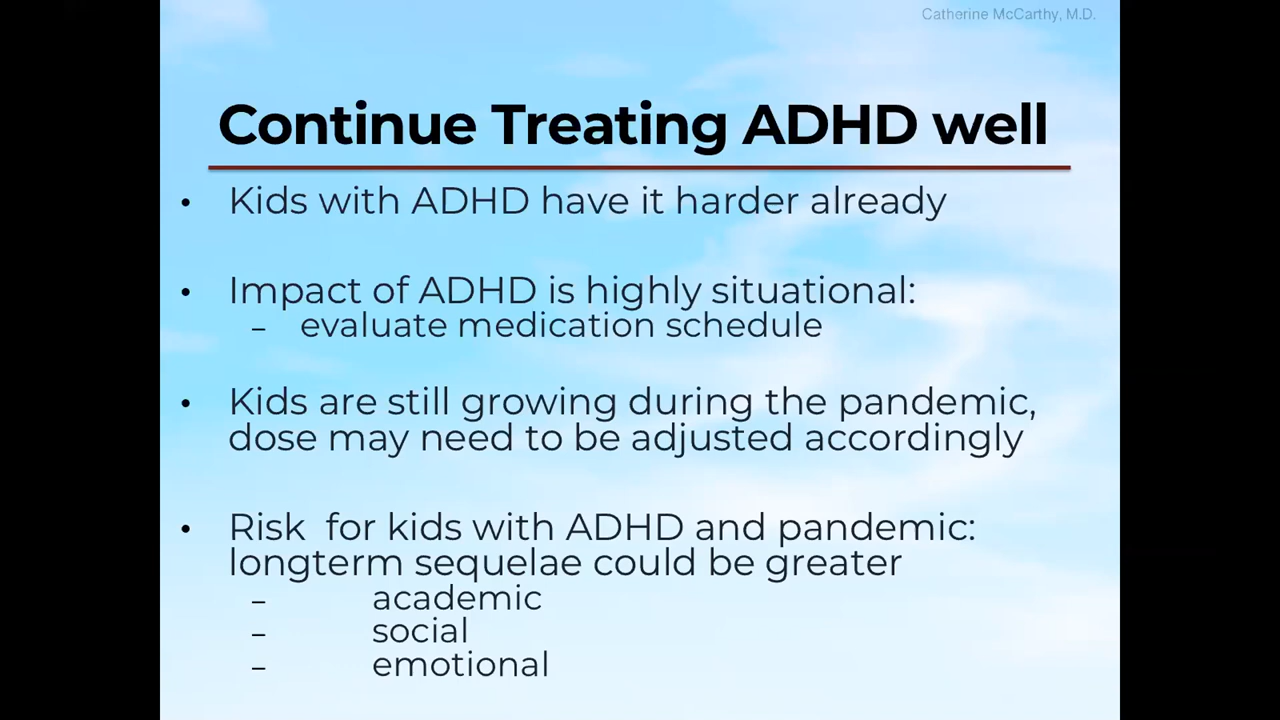 Catherine McCarthy, M.D.
Continue Treating ADHD well
• Kids with ADHD have it harder already
• Impact of ADHD is highly situational:
– evaluate medication schedule
• Kids are still growing during the pandemic,
dose may need to be adjusted accordingly
• Risk for kids with ADHD and pandemic:
longterm sequelae could be greater
– academic
– social
– emotional